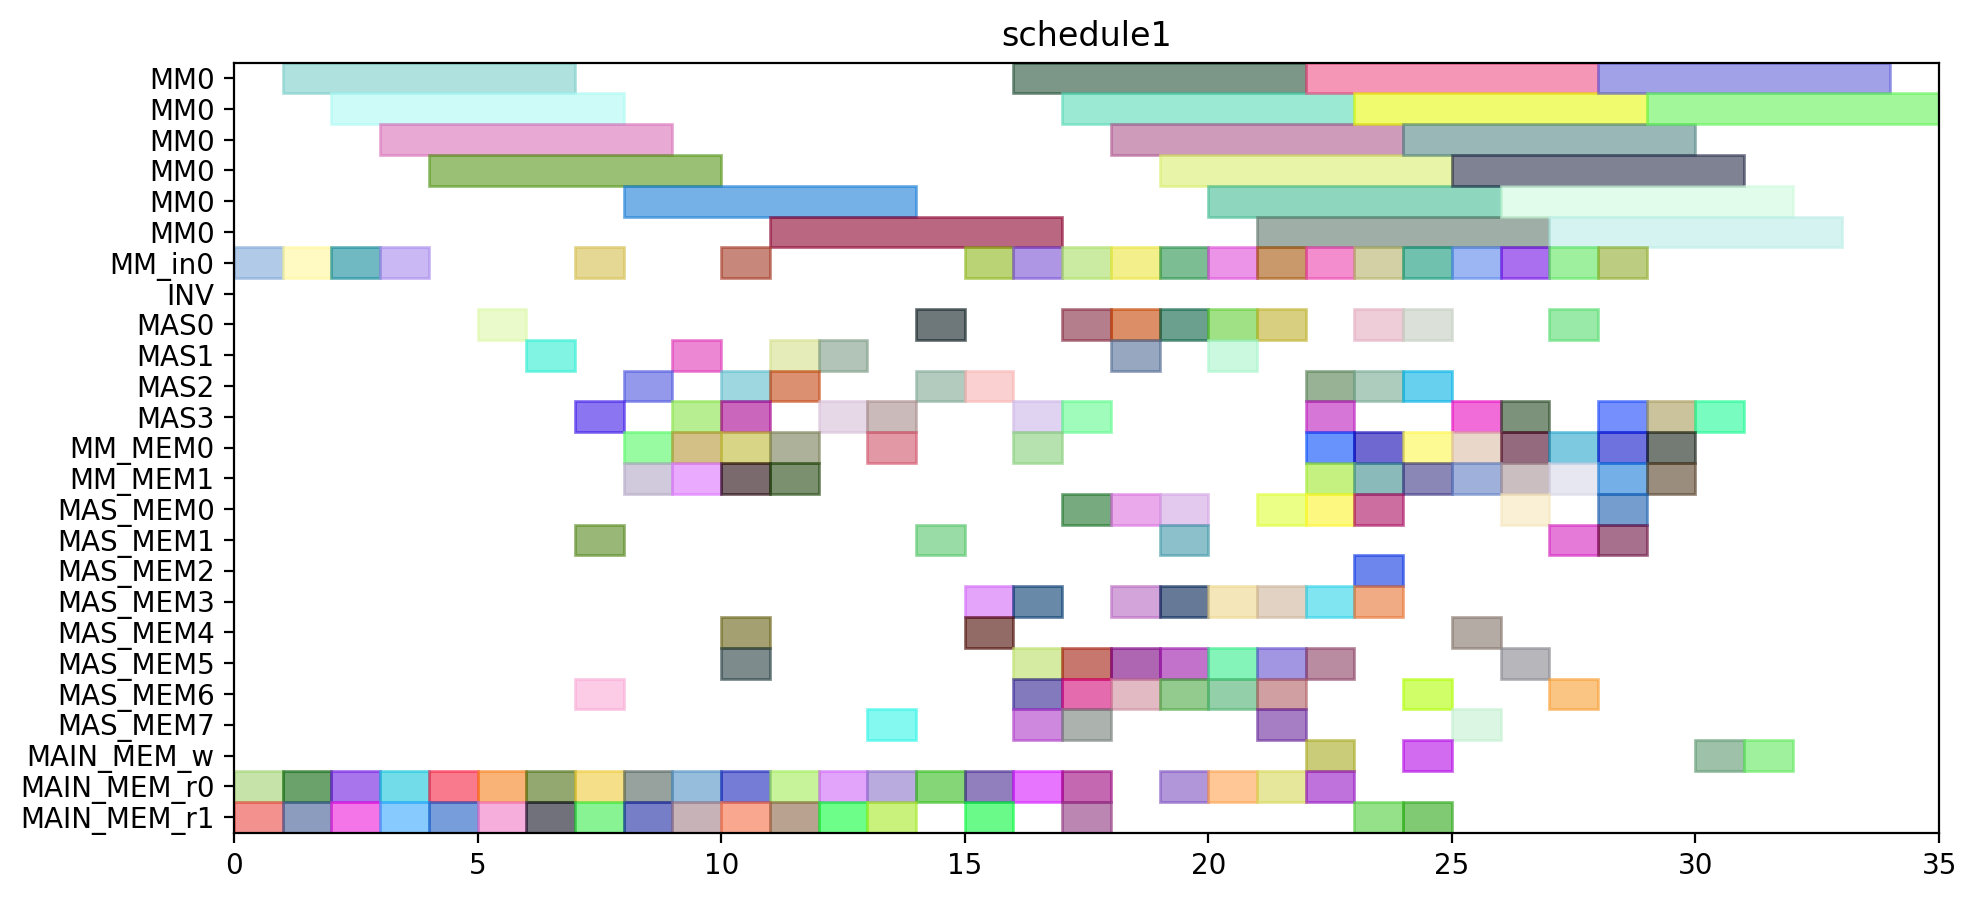 schedule1
MM0
MM0
MM0
MM0
MM0
MM0
MM_in0
INV
MAS0
MAS1
MAS2
MAS3
MM_MEM0
MM_MEM1
MAS_MEM0
MAS_MEM1
MAS_MEM2
MAS_MEM3
MAS_MEM4
MAS_MEM5
MAS_MEM6
MAS_MEM7
MAIN_MEM_w
MAIN_MEM_r0
MAIN_MEM_r1
0 5 10 15 20 25 30 35